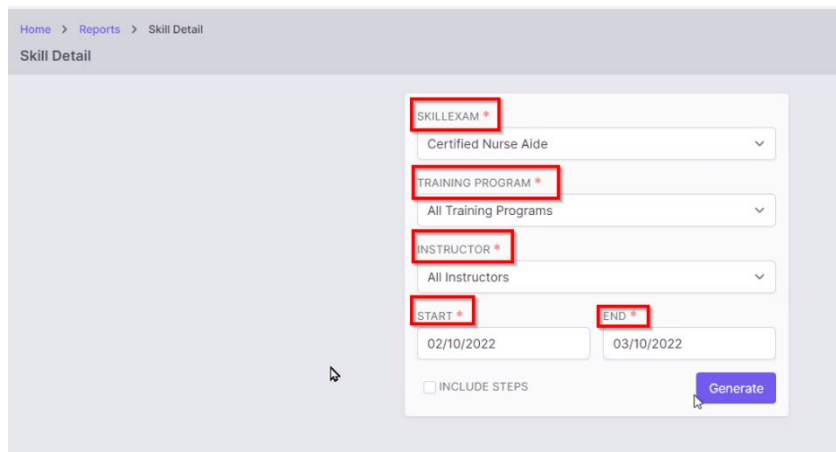 Home > Reports > Skill Detail
Skill Detail
SKILLEXAM *
Certified Nurse Aide
TRAINING PROGRAM *
All Training Programs
INSTRUCTOR *
All Instructors
START * END *
02/10/2022 03/10/2022
INCLUDE STEPS Generate